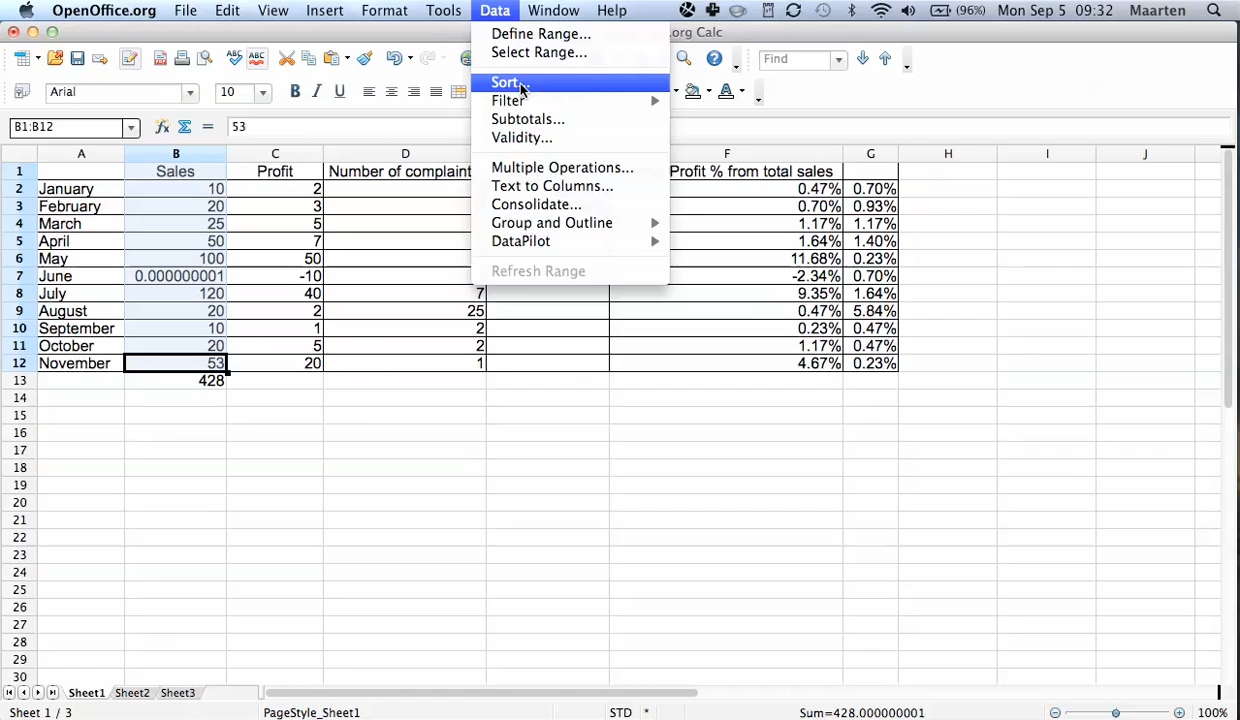 OpenOffice.org File Edit View Insert Format Tools Data Window Help (96%) Mon Sep 5 09:32 Maarten
.org Calc
Define Range...
Select Range...
Sort...
Filter
Subtotals...
Validity...
Multiple Operations...
Text to Columns...
Consolidate...
Group and Outline
DataPilot
Refresh Range
Find
Arial 10 B I U A
B1:B12 53
A B C D F G H I J
1 Sales Profit Number of complaint Profit % from total sales
2 January 10 2 0.47% 0.70%
3 February 20 3 0.70% 0.93%
4 March 25 5 1.17% 1.17%
5 April 50 7 1.64% 1.40%
6 May 100 50 11.68% 0.23%
7 June 0.000000001 -10 -2.34% 0.70%
8 July 120 40 7 9.35% 1.64%
9 August 20 2 25 0.47% 5.84%
10 September 10 1 2 0.23% 0.47%
11 October 20 5 2 1.17% 0.47%
12 November 53 20 1 4.67% 0.23%
13 428
14
15
16
17
18
19
20
21
22
23
24
25
26
27
28
29
30
Sheet1 Sheet2 Sheet3
Sheet 1 / 3 PageStyle_Sheet1 STD * Sum=428.000000001 100%